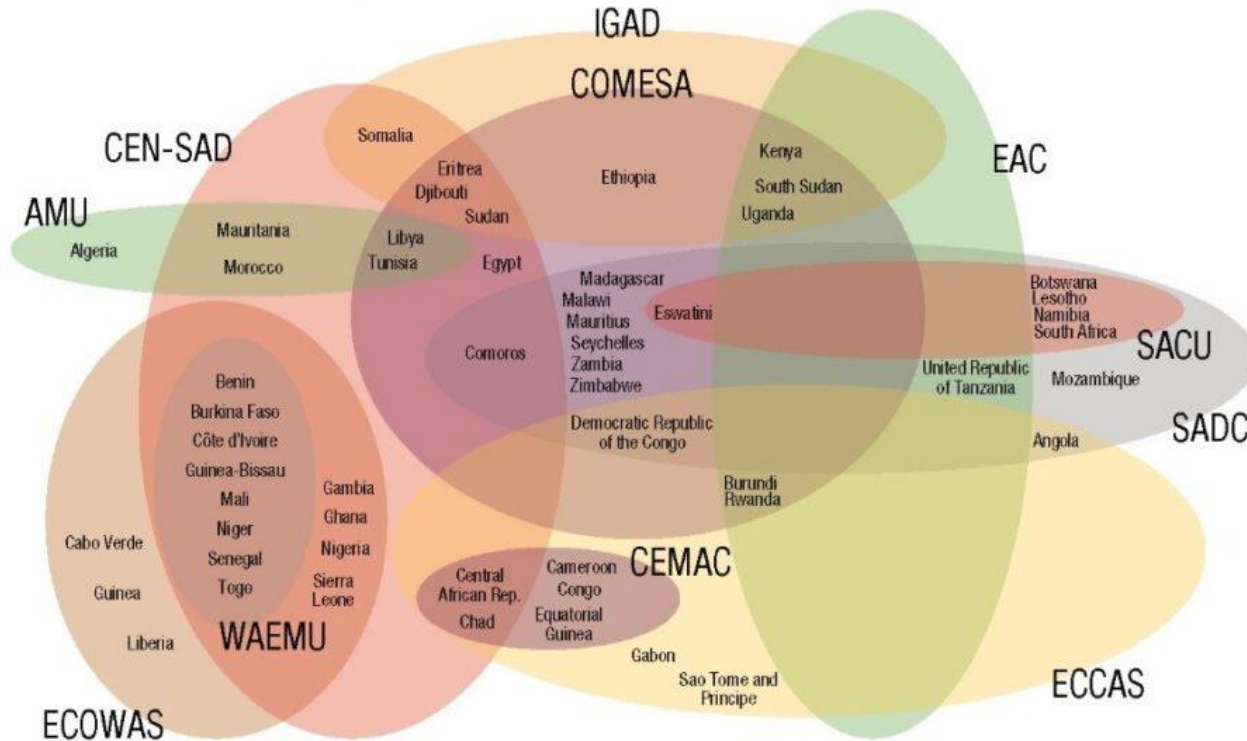 IGAD
COMESA
CEN-SAD
EAC
AMU
Somalia
Kenya
Eritrea
Ethiopia
Djibouti
South Sudan
Sudan
Uganda
Algeria
Mauritania
Libya
Morocco
Tunisia
Egypt
Madagascar
Malawi
Eswatini
Mauritius
Seychelles
Comoros
Zambia
Zimbabwe
Botswana
Lesotho
Namibia
South Africa
SACU
United Republic
of Tanzania
Mozambique
SADC
Democratic Republic
of the Congo
Angola
Burundi
Rwanda
Benin
Burkina Faso
Côte d'Ivoire
Guinea-Bissau
Mali
Niger
Senegal
Togo
Gambia
Ghana
Nigeria
Sierra
Leone
Cabo Verde
Guinea
Liberia
WAEMU
ECOWAS
CEMAC
Central
African Rep.
Chad
Cameroon
Congo
Equatorial
Guinea
Gabon
Sao Tome and
Principe
ECCAS